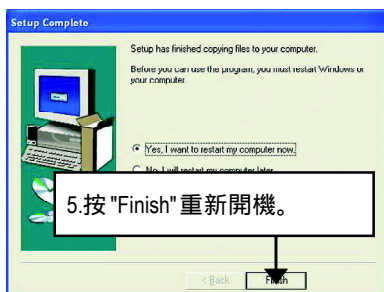 Setup Complete
Setup has finished copying files to your computer.
Before you can use the program, you must restart Windows or
your computer.
Yes, I want to restart my computer now.
No, I will restart my computer later.
5.按"Finish"重新開機。
< Back
Finish